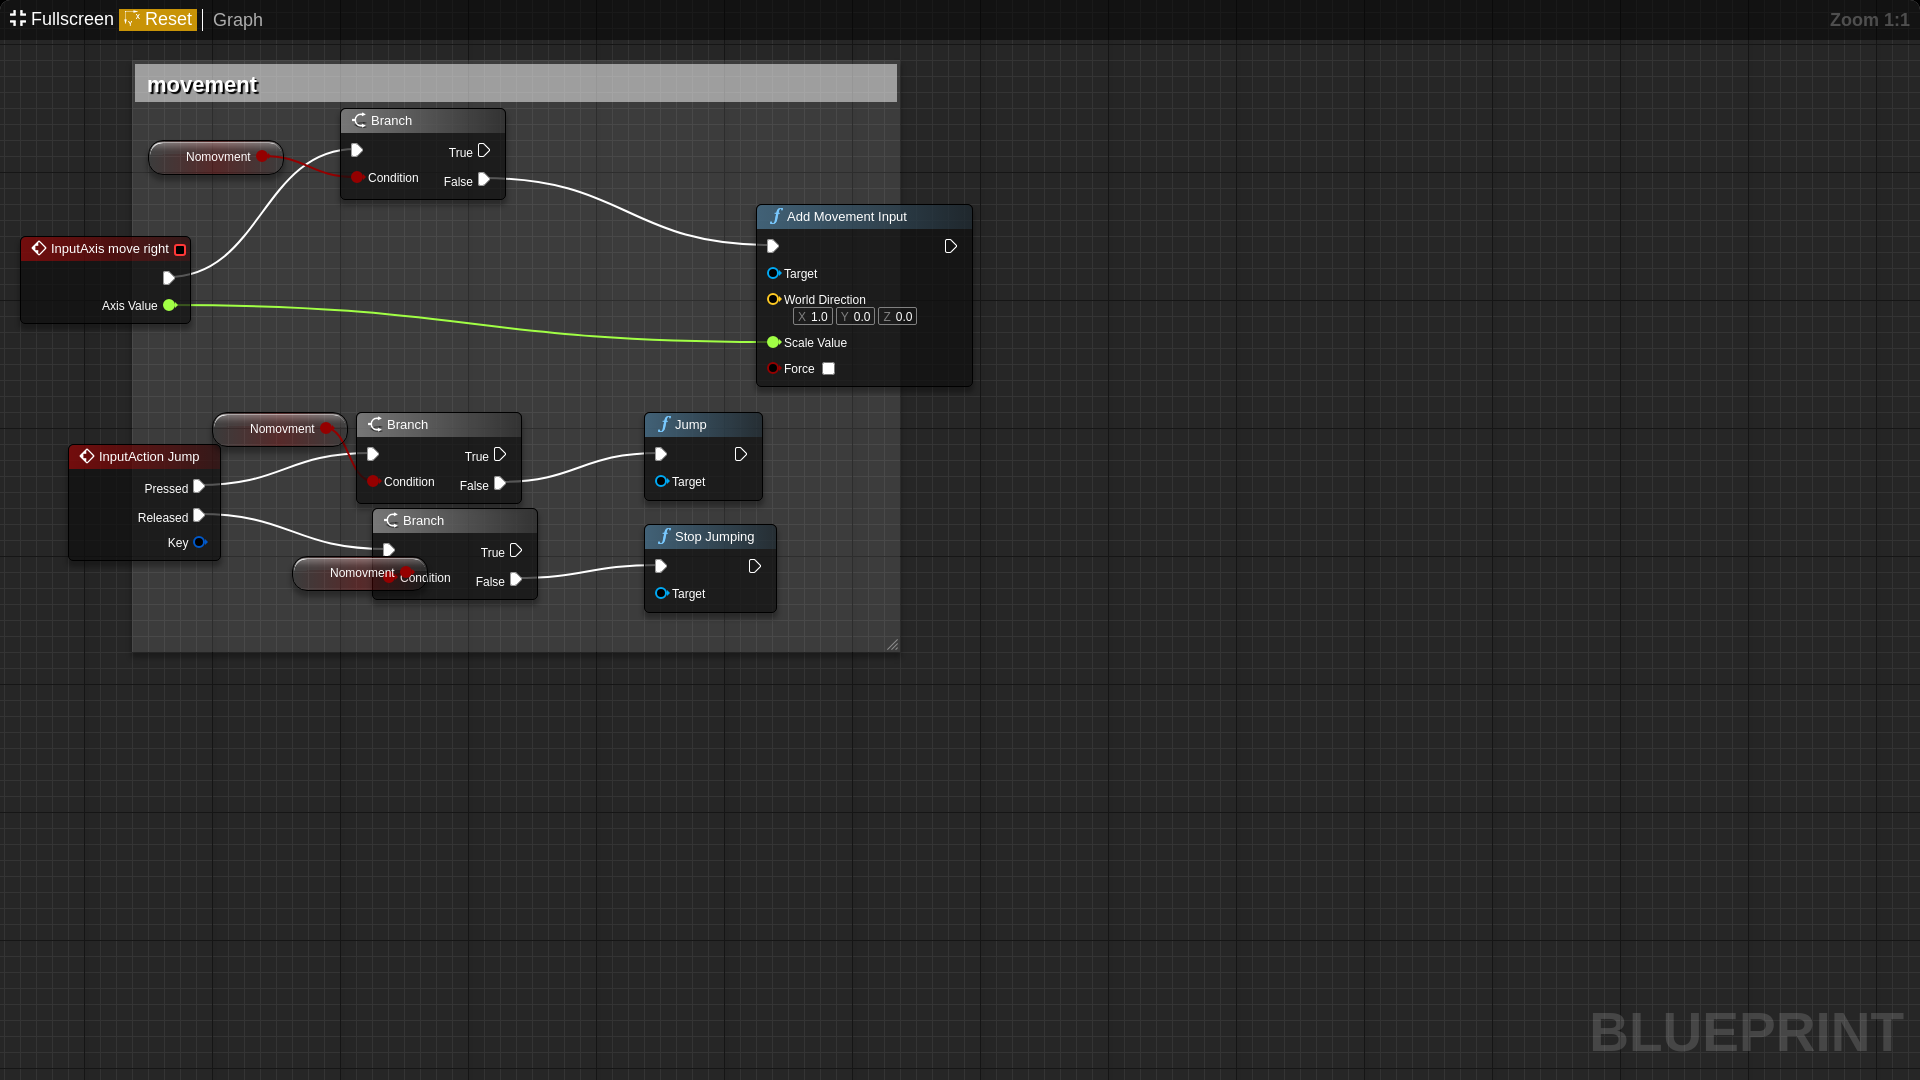 Fullscreen Reset Graph Zoom 1:1
movement
Branch
Nomovment
True
Condition
False
Add Movement Input
InputAxis move right
Axis Value
Target
World Direction
X 1.0 Y 0.0 Z 0.0
Scale Value
Force
Nomovment
Branch
Jump
InputAction Jump
True
Condition
False
Target
Pressed
Released
Key
Branch
Stop Jumping
True
Nomovment
Condition
False
Target
BLUEPRINT